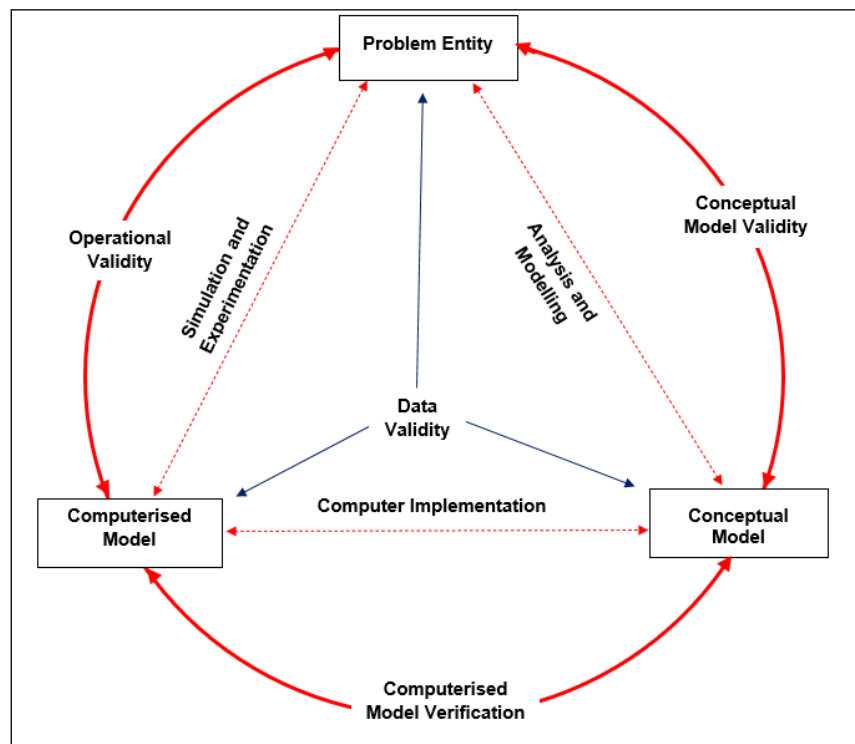 Problem Entity
Conceptual
Model Validity
Operational
Validity
Simulation and
Experimentation
Analysis and
Modelling
Data
Validity
Computerised
Model
Computer Implementation
Conceptual
Model
Computerised
Model Verification